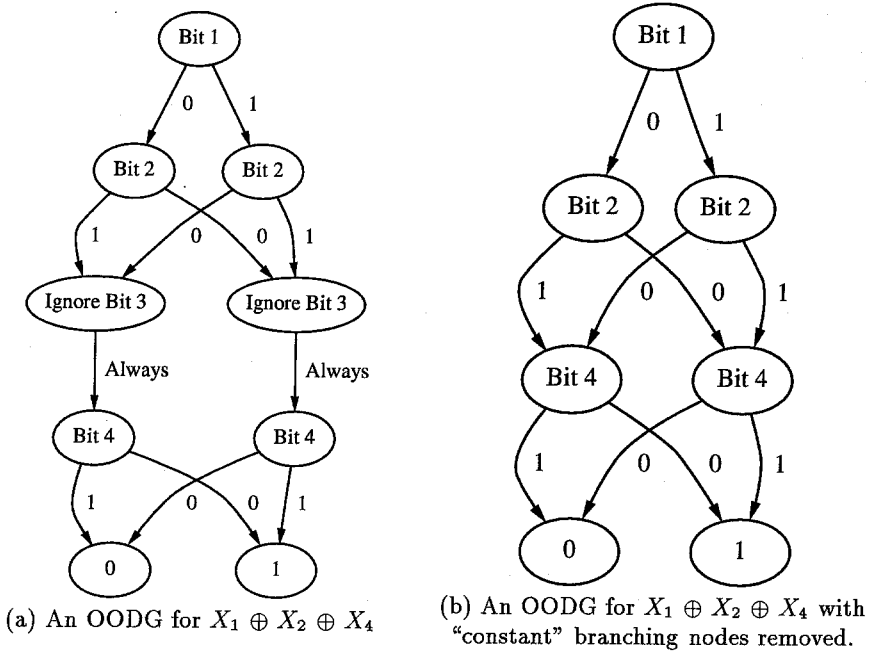 Bit 1
0 1
Bit 2 Bit 2
1 0 0 1
Ignore Bit 3 Ignore Bit 3
Always Always
Bit 4 Bit 4
1 0 0 1
0 1
(a) An OODG for X₁ ⊕ X₂ ⊕ X₄
Bit 1
0 1
Bit 2 Bit 2
1 0 0 1
Bit 4 Bit 4
1 0 0 1
0 1
(b) An OODG for X₁ ⊕ X₂ ⊕ X₄ with
“constant” branching nodes removed.